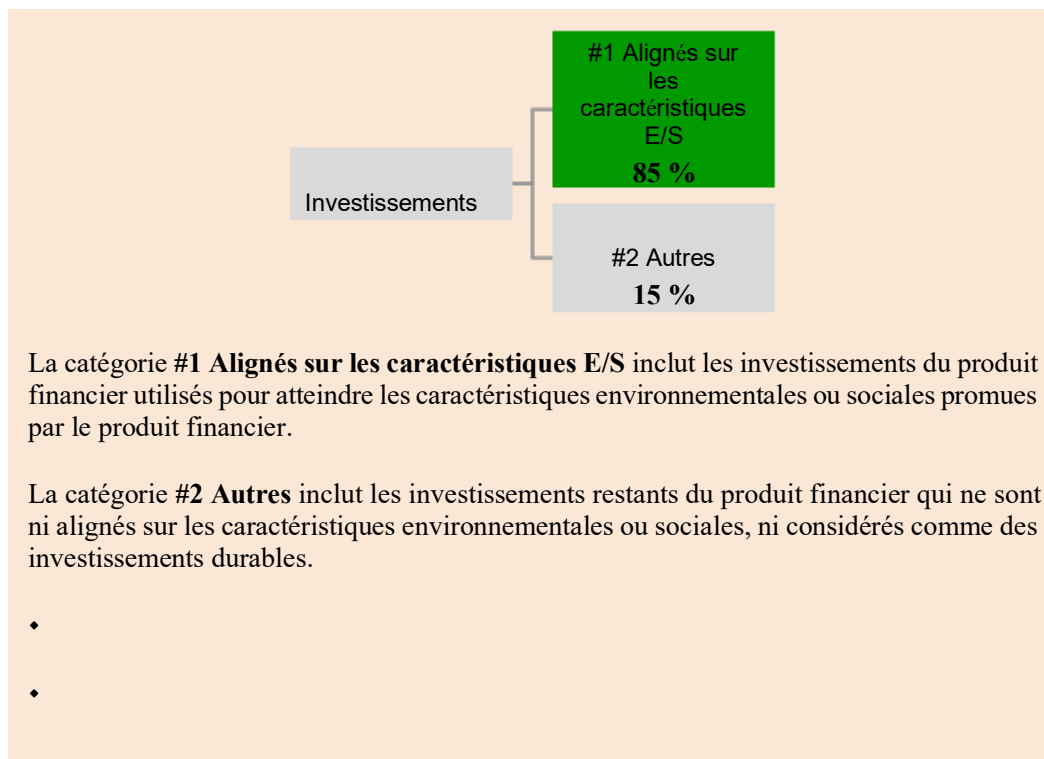 #1 Alignés sur
les
caractéristiques
E/S
85 %
Investissements
#2 Autres
15 %
La catégorie #1 Alignés sur les caractéristiques E/S inclut les investissements du produit
financier utilisés pour atteindre les caractéristiques environnementales ou sociales promues
par le produit financier.
La catégorie #2 Autres inclut les investissements restants du produit financier qui ne sont
ni alignés sur les caractéristiques environnementales ou sociales, ni considérés comme des
investissements durables.